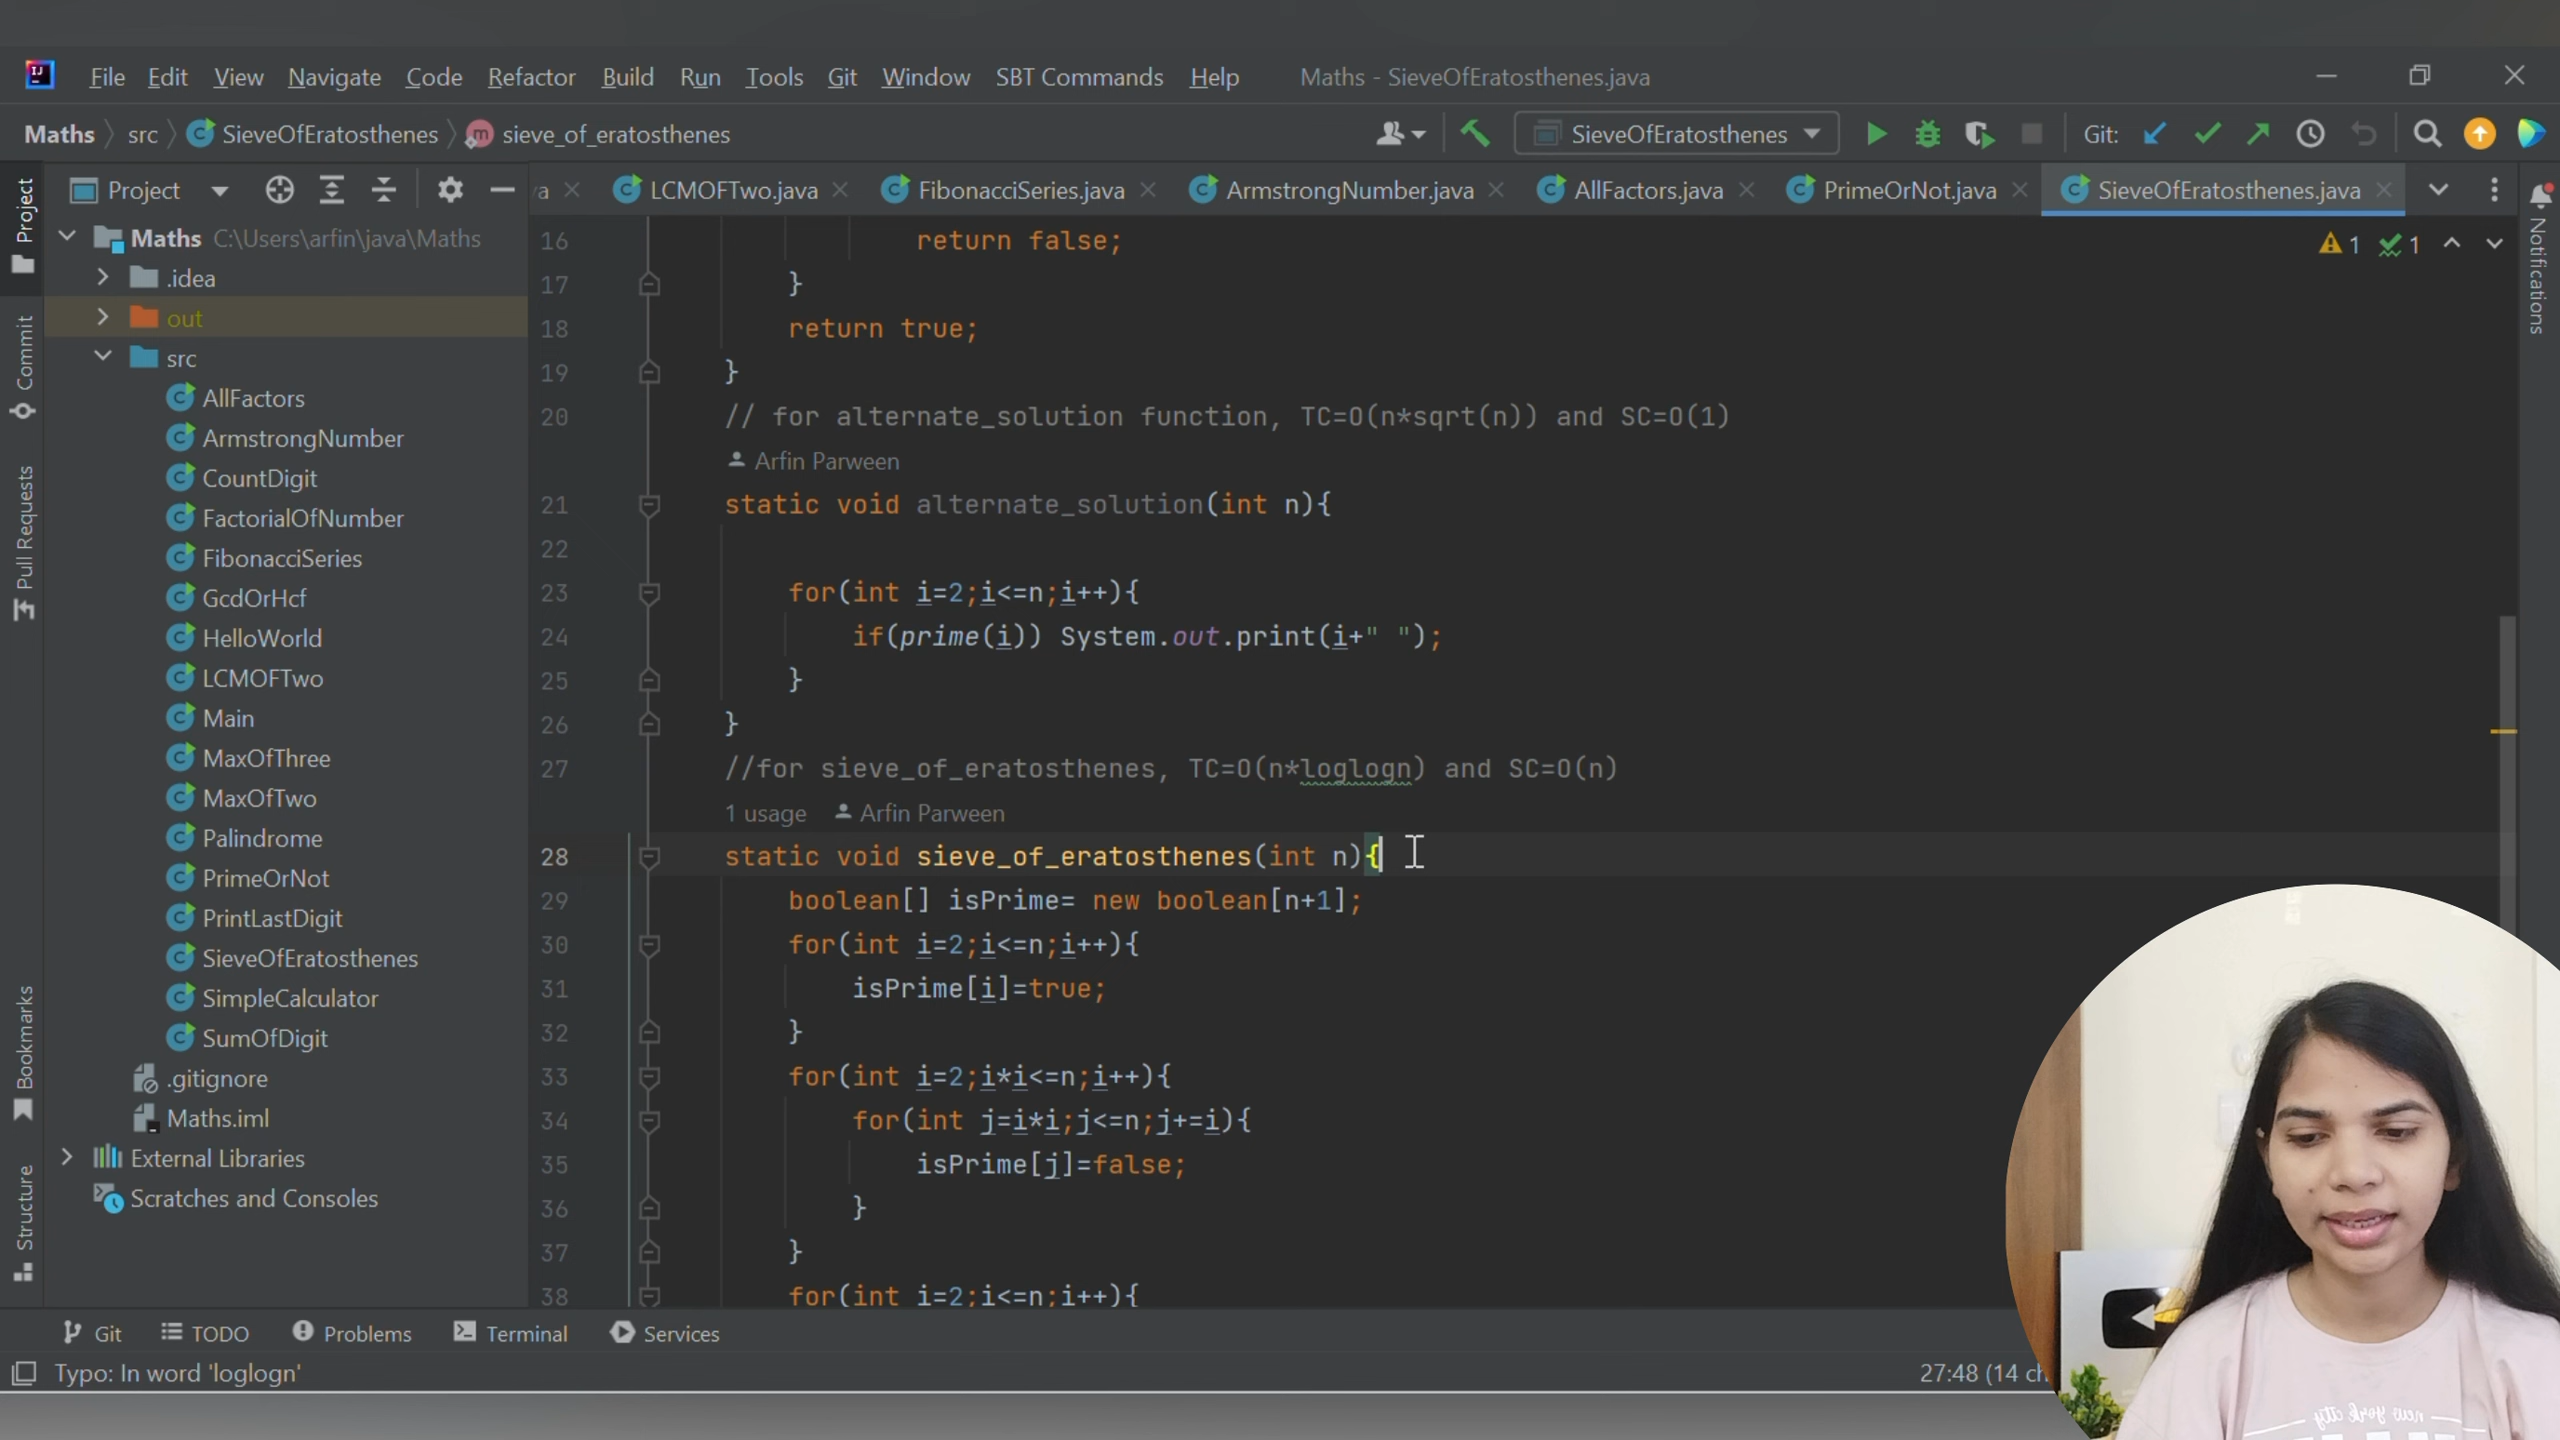 File Edit View Navigate Code Refactor Build Run Tools Git Window SBT Commands Help Maths - SieveOfEratosthenes.java
Maths src SieveOfEratosthenes m sieve_of_eratosthenes SieveOfEratosthenes Git:
Project va LCMOFTwo.java FibonacciSeries.java ArmstrongNumber.java AllFactors.java PrimeOrNot.java SieveOfEratosthenes.java
Project
Commit
Pull Requests
Bookmarks
Structure
Notifications
Maths C:\Users\arfin\java\Maths
.idea
out
src
AllFactors
ArmstrongNumber
CountDigit
FactorialOfNumber
FibonacciSeries
GcdOrHcf
HelloWorld
LCMOFTwo
Main
MaxOfThree
MaxOfTwo
Palindrome
PrimeOrNot
PrintLastDigit
SieveOfEratosthenes
SimpleCalculator
SumOfDigit
.gitignore
Maths.iml
External Libraries
Scratches and Consoles
1 1
16 return false;
17 }
18 return true;
19 }
20 // for alternate_solution function, TC=O(n*sqrt(n)) and SC=O(1)
Arfin Parween
21 static void alternate_solution(int n){
22
23 for(int i=2;i<=n;i++){
24 if(prime(i)) System.out.print(i+" ");
25 }
26 }
27 //for sieve_of_eratosthenes, TC=O(n*loglogn) and SC=O(n)
1 usage Arfin Parween
28 static void sieve_of_eratosthenes(int n){
29 boolean[] isPrime= new boolean[n+1];
30 for(int i=2;i<=n;i++){
31 isPrime[i]=true;
32 }
33 for(int i=2;i*i<=n;i++){
34 for(int j=i*i;j<=n;j+=i){
35 isPrime[j]=false;
36 }
37 }
38 for(int i=2;i<=n;i++){
Git TODO Problems Terminal Services
Typo: In word 'loglogn' 27:48 (14 ch
new york city